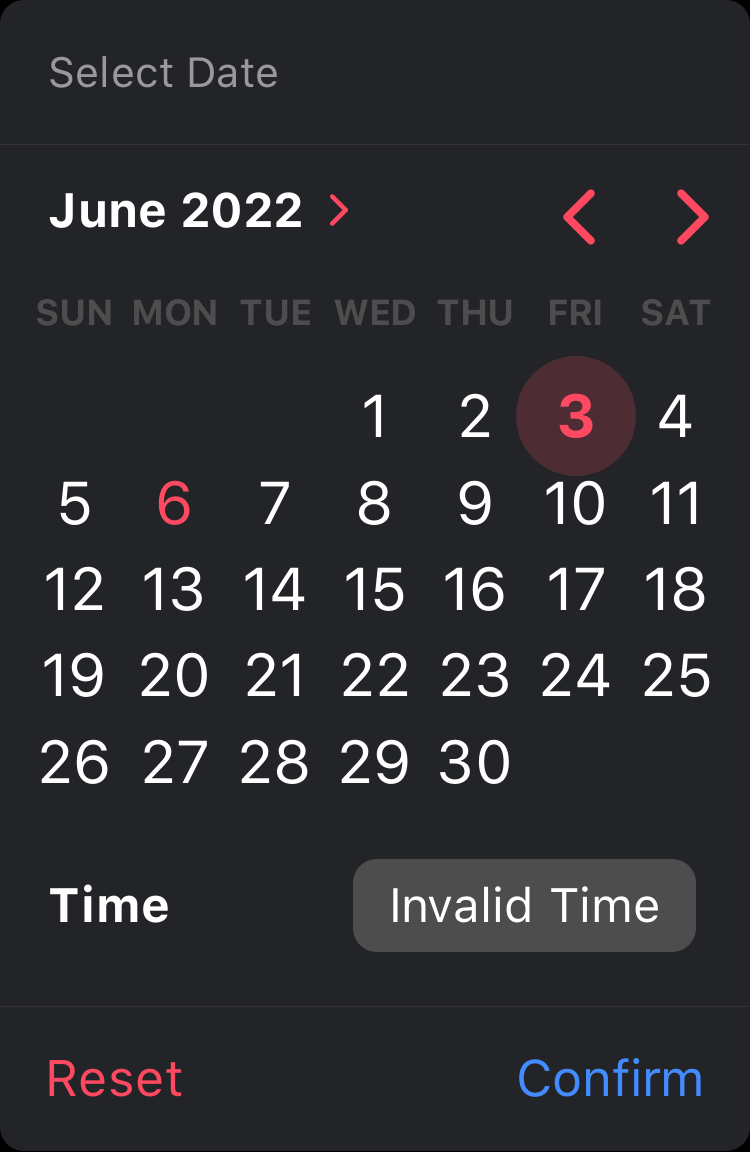 Select Date
June 2022
SUN MON TUE WED THU FRI SAT
1 2 3 4
5 6 7 8 9 10 11
12 13 14 15 16 17 18
19 20 21 22 23 24 25
26 27 28 29 30
Time Invalid Time
Reset Confirm